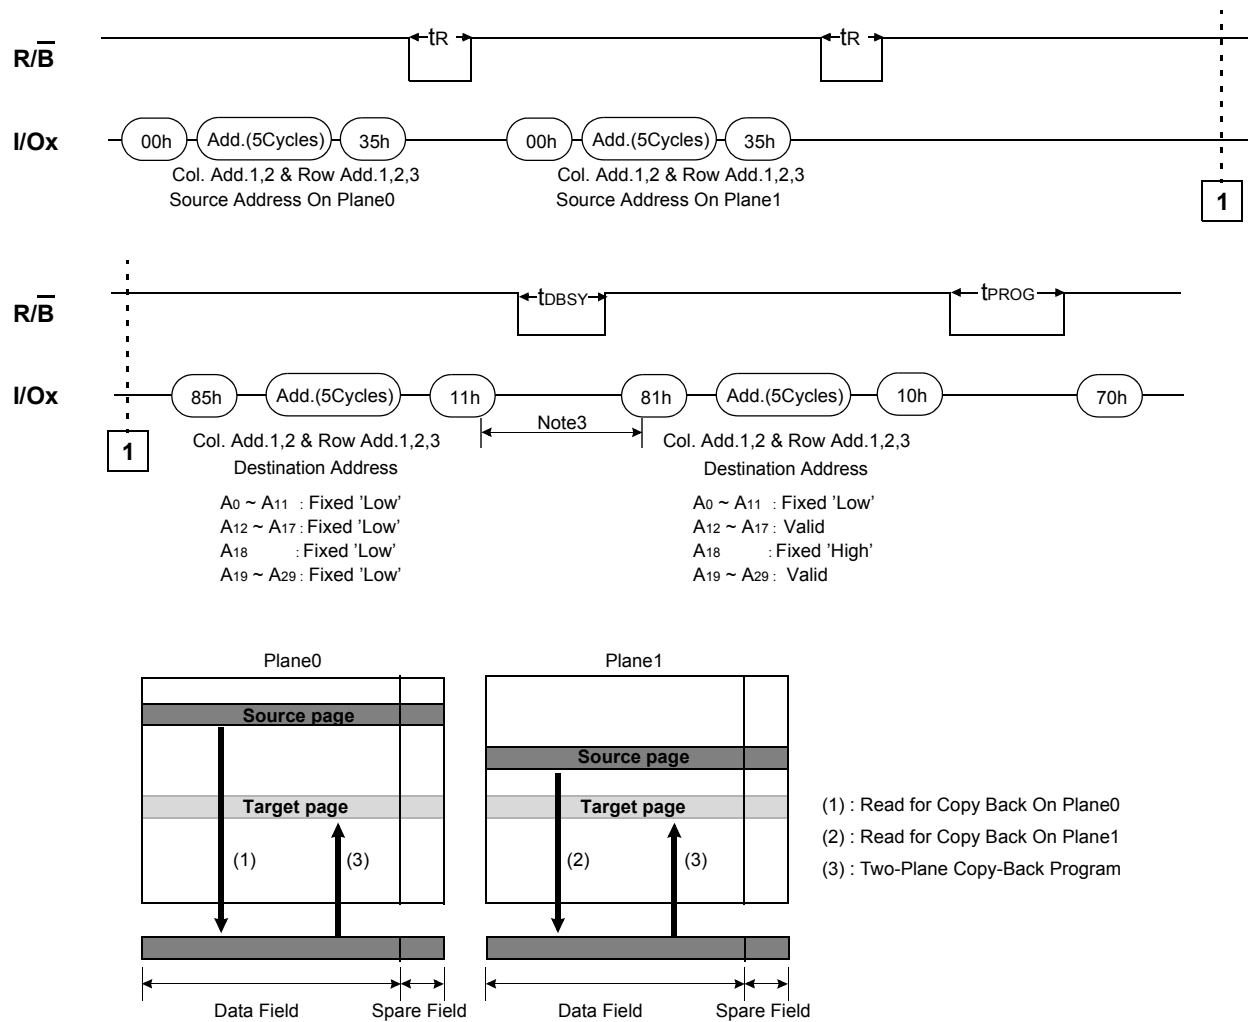 tR tR
R/B
I/Ox 00h Add.(5Cycles) 35h 00h Add.(5Cycles) 35h
Col. Add.1,2 & Row Add.1,2,3 Col. Add.1,2 & Row Add.1,2,3
Source Address On Plane0 Source Address On Plane1
1
tDBSY tPROG
R/B
I/Ox 85h Add.(5Cycles) 11h 81h Add.(5Cycles) 10h 70h
Note3
1
Col. Add.1,2 & Row Add.1,2,3 Col. Add.1,2 & Row Add.1,2,3
Destination Address Destination Address
A0 ~ A11 : Fixed ’Low’ A0 ~ A11 : Fixed ’Low’
A12 ~ A17 : Fixed ’Low’ A12 ~ A17 : Valid
A18 : Fixed ’Low’ A18 : Fixed ’High’
A19 ~ A29 : Fixed ’Low’ A19 ~ A29 : Valid
Plane0 Plane1
Source page
Source page
Target page Target page
(1) : Read for Copy Back On Plane0
(2) : Read for Copy Back On Plane1
(3) : Two-Plane Copy-Back Program
(1) (3) (2) (3)
Data Field Spare Field Data Field Spare Field